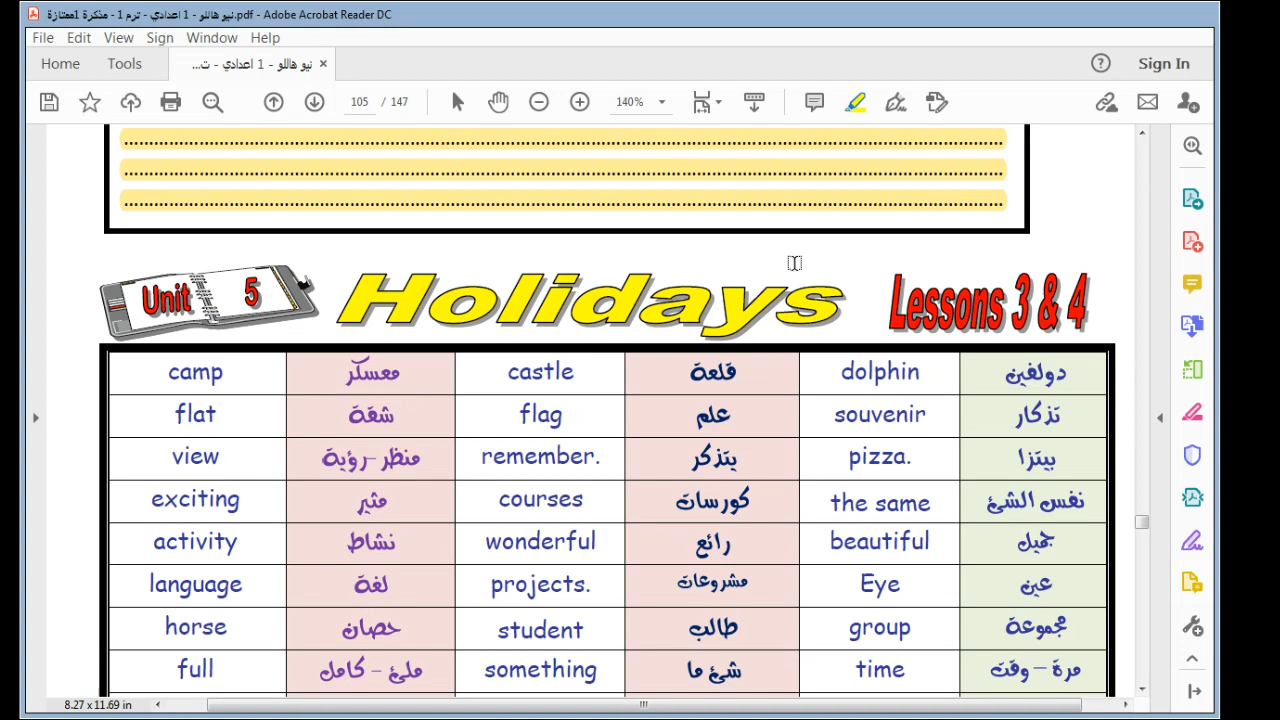 نيو هاللو - 1 اعدادي - ترم 1 - مذكرة 1ممتازة.pdf - Adobe Acrobat Reader DC
File Edit View Sign Window Help
Home Tools نيو هاللو - 1 اعدادي - ت... × Sign In
105 / 147 140%
Unit 5 Holidays Lessons 3 & 4
camp معسكر castle قلعة dolphin دولفين
flat شقة flag علم souvenir تذكار
view منظر – رؤية remember. يتذكر pizza. بيتزا
exciting مثير courses كورسات the same نفس الشئ
activity نشاط wonderful رائع beautiful جميل
language لغة projects. مشروعات Eye عين
horse حصان student طالب group مجموعة
full ملئ – كامل something شئ ما time مرة – وقت
8.27 x 11.69 in